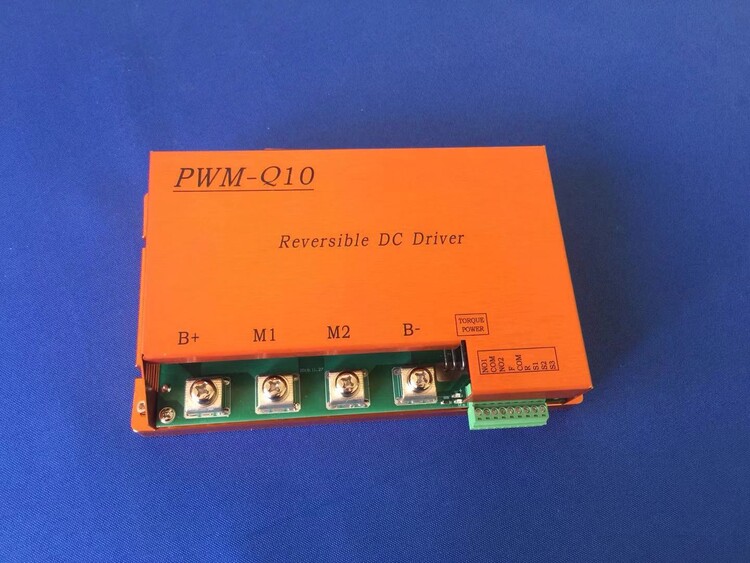 PWM-Q10
Reversible DC Driver
B+ M1 M2 B-
TORQUE
POWER
NO1
COM
NO2
F
COM
R
S1
S2
S3